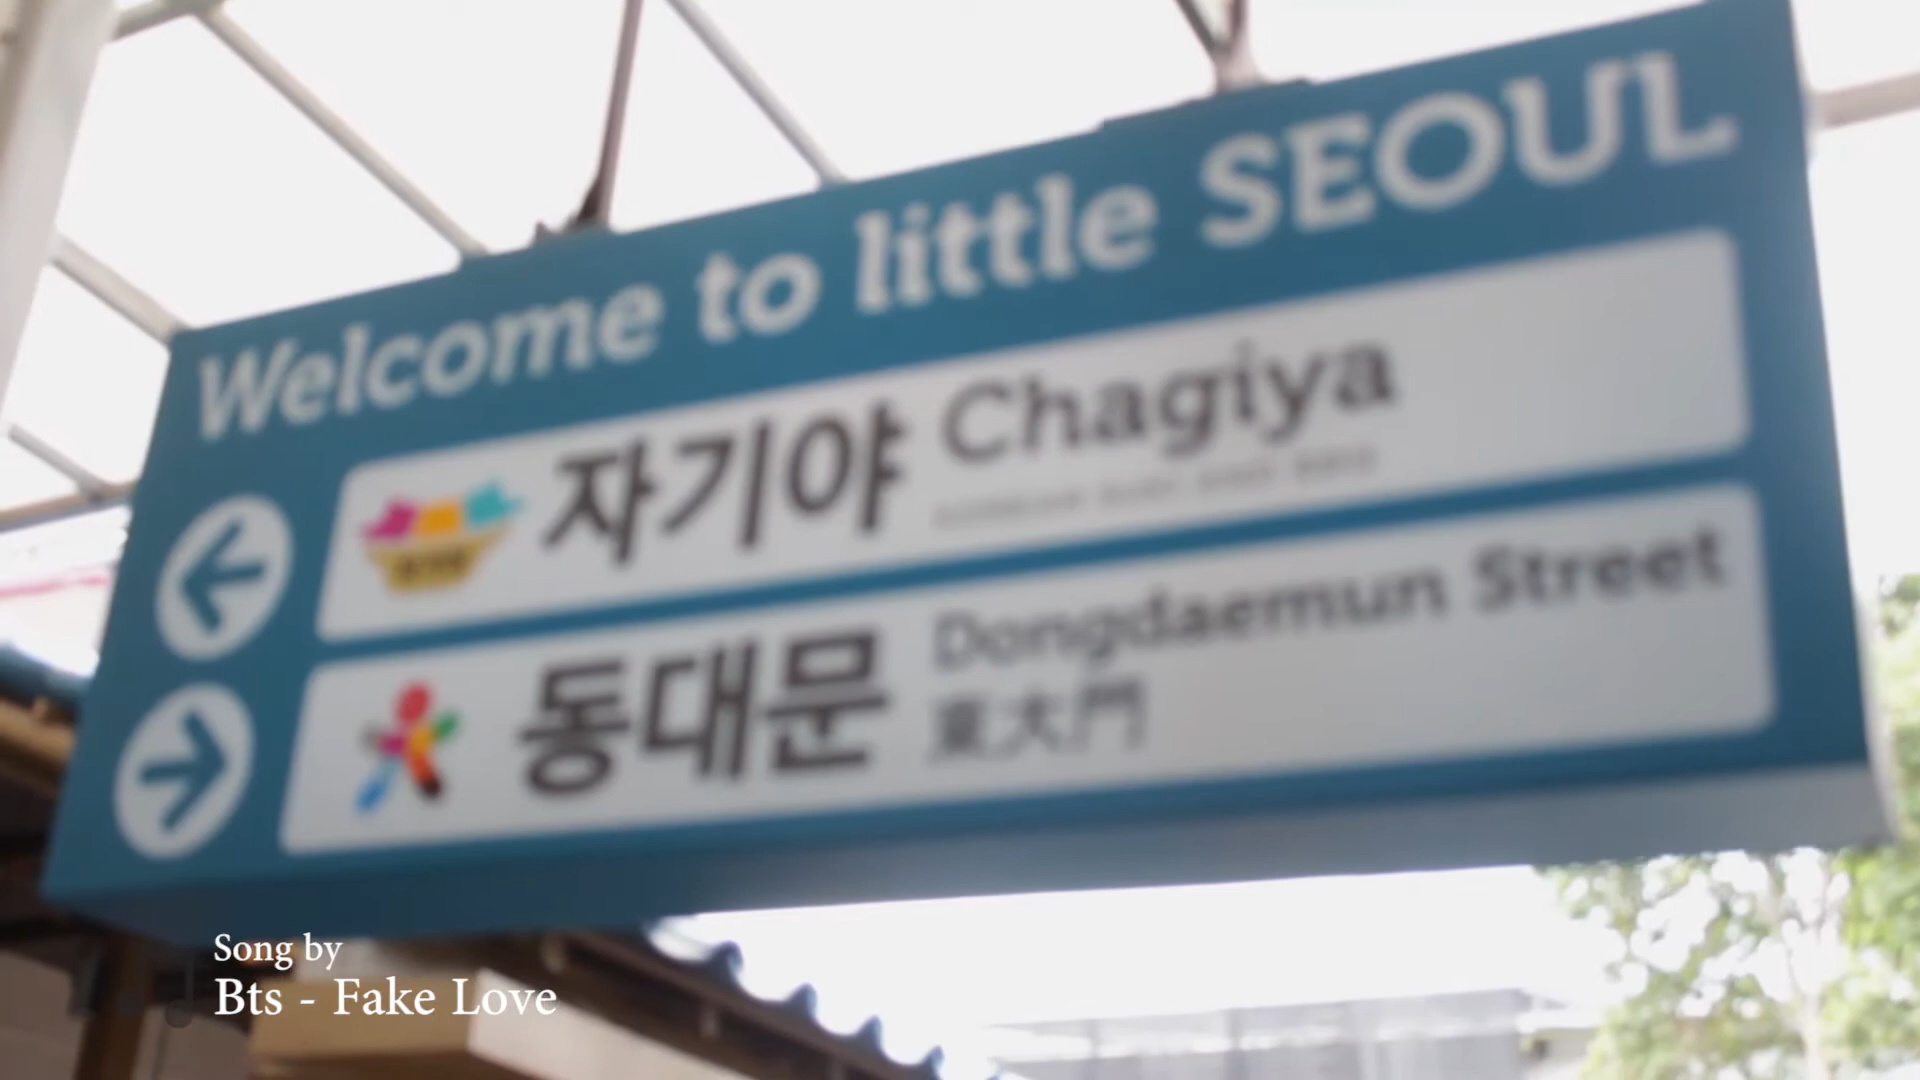 Welcome to little SEOUL
자기야 Chagiya
동대문 Dongdaemun Street
東大門
Song by
Bts - Fake Love